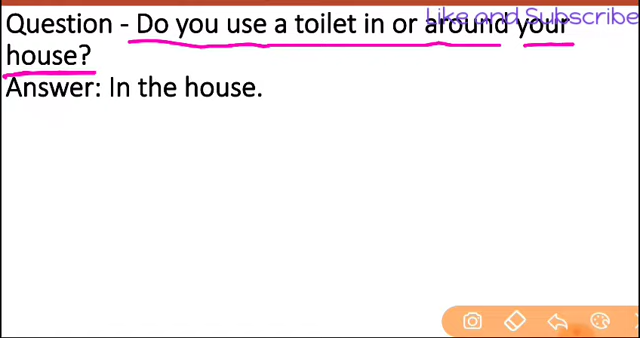 Like and Subscribe
Question - Do you use a toilet in or around your
house?
Answer: In the house.